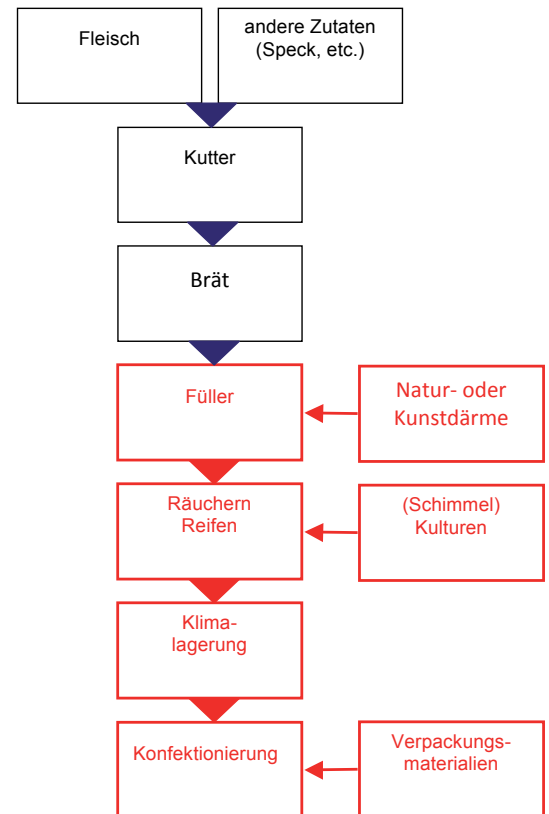 Fleisch
andere Zutaten
(Speck, etc.)
Kutter
Brät
Füller
Natur- oder
Kunstdärme
Räuchern
Reifen
(Schimmel)
Kulturen
Klima-
lagerung
Konfektionierung
Verpackungs-
materialien